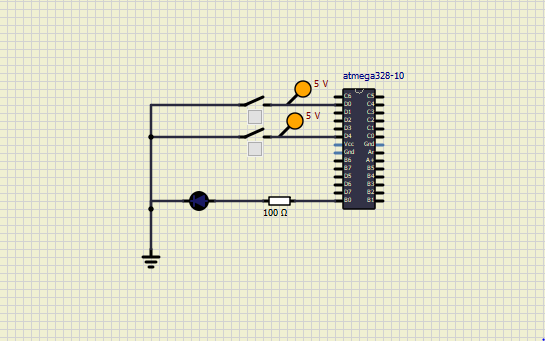 atmega328-10
5 V
5 V
C6 C5
D0 C4
D1 C3
D2 C2
D3 C1
D4 C0
Vcc Gnd
Gnd Ar
B6 A+
B7 B5
D5 B4
D6 B3
D7 B2
B0 B1
100 Ω